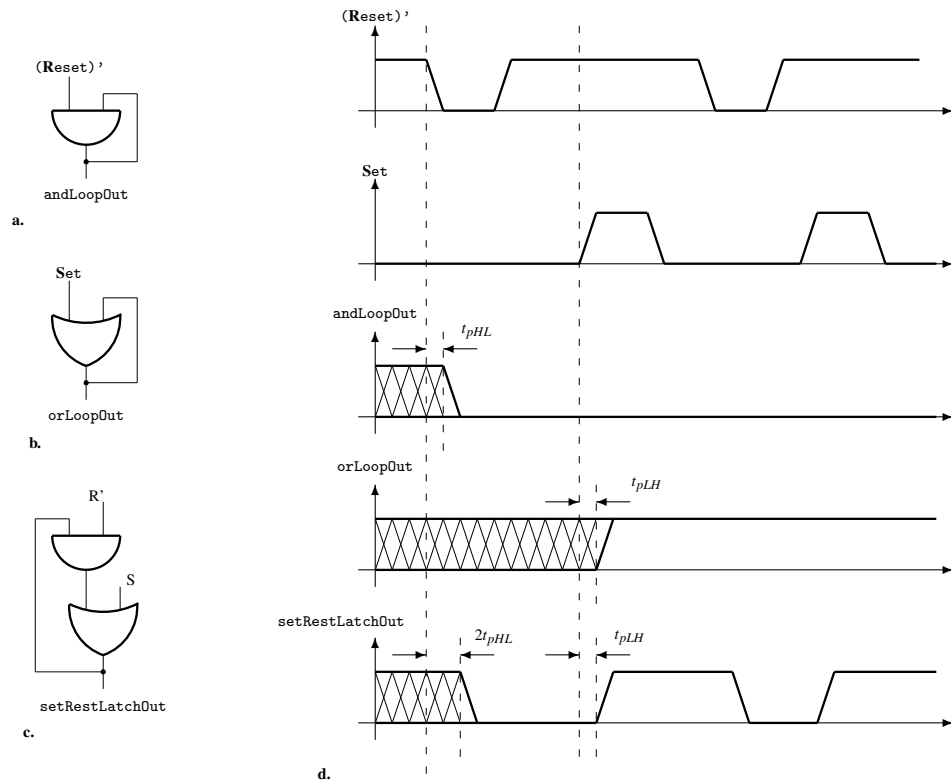 (Reset)'
andLoopOut
a.
Set
orLoopOut
b.
R'
S
setRestLatchOut
c.
(Reset)'
Set
andLoopOut
tpHL
orLoopOut
tpLH
setRestLatchOut
2tpHL
tpLH
d.